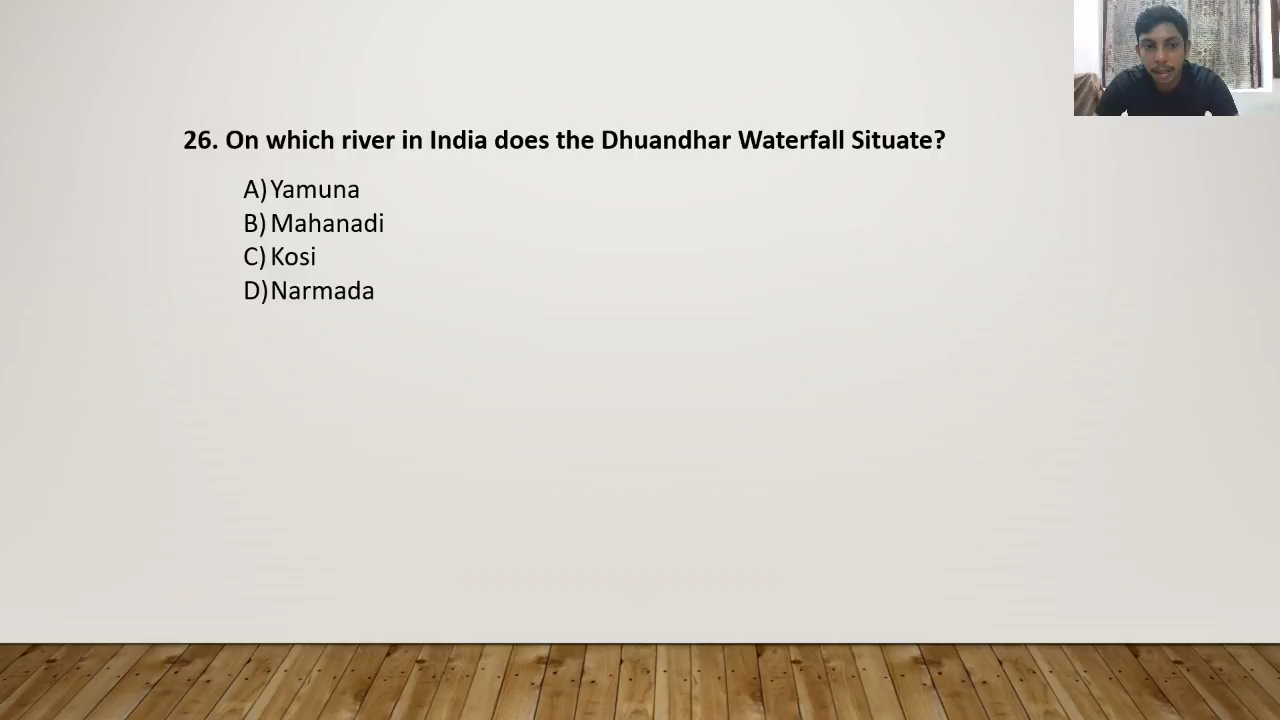 26. On which river in India does the Dhuandhar Waterfall Situate?
A) Yamuna
B) Mahanadi
C) Kosi
D) Narmada